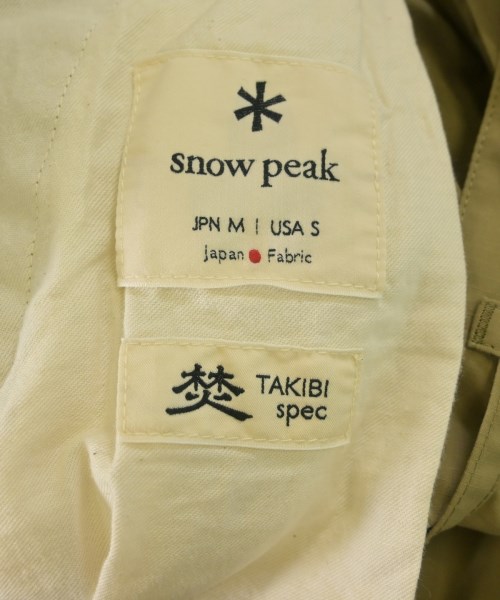 snow peak
JPN M | USA S
Japan ● Fabric
焚 TAKIBI
spec